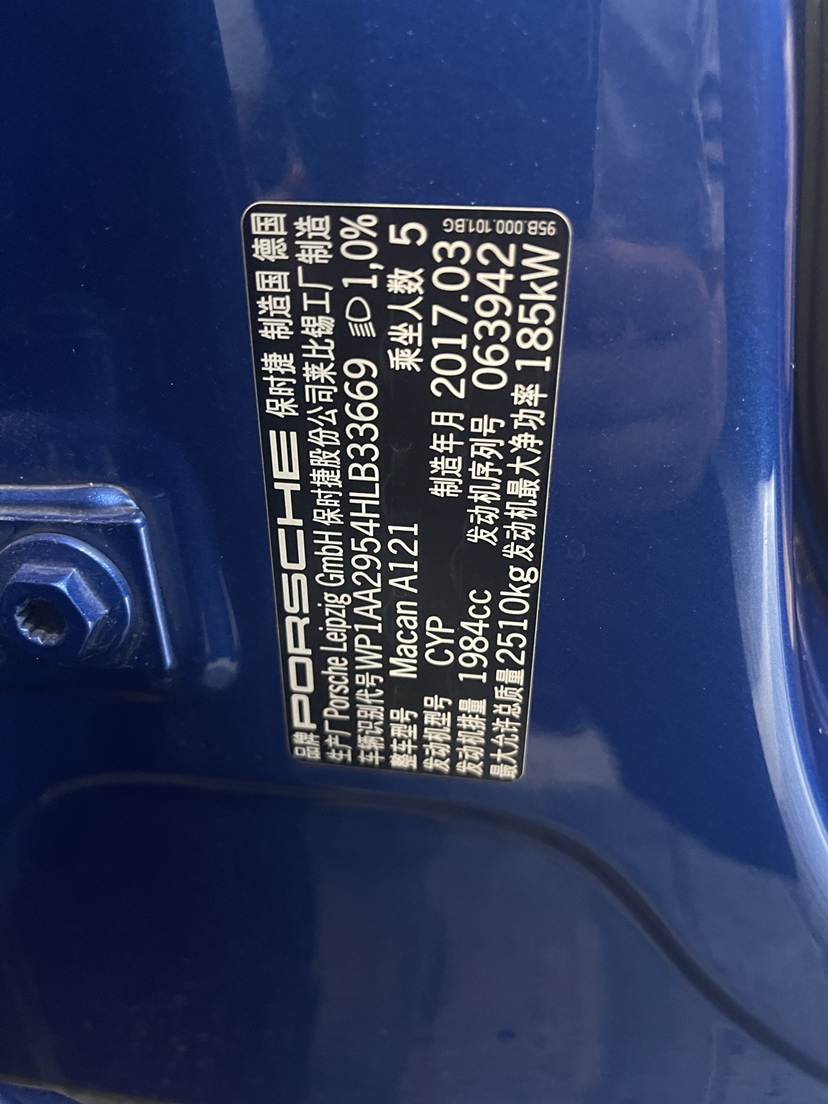 品牌 PORSCHE 保时捷 制造国 德国
生产厂 Porsche Leipzig GmbH 保时捷股份公司莱比锡工厂制造
车辆识别代号 WP1AA2954HLB33669 1,0%
整车型号 Macan A121 乘坐人数 5
发动机型号 CYP 制造年月 2017.03
发动机排量 1984cc 发动机序列号 063942
最大允许总质量 2510kg 发动机最大净功率 185kW
95B.000.101.BG